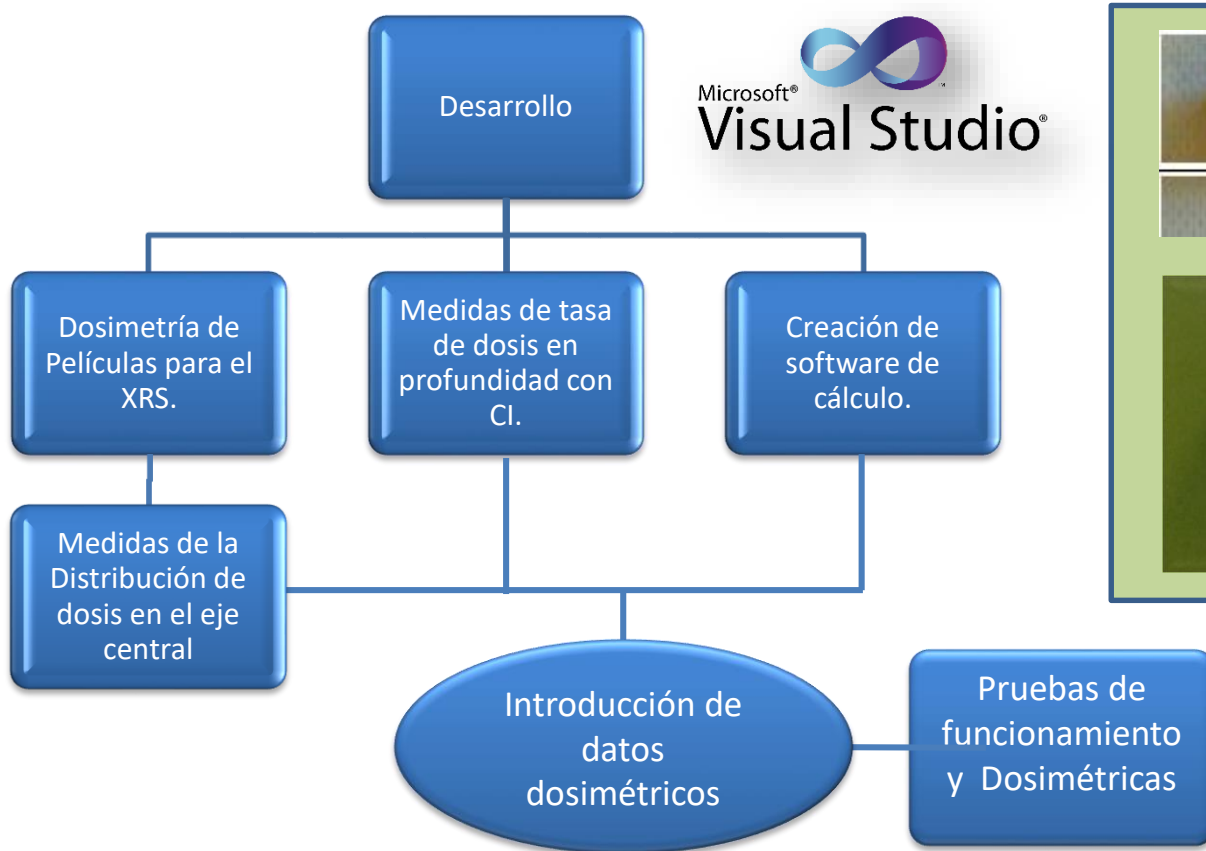 Desarrollo
Microsoft®
Visual Studio®
Dosimetría de
Películas para el
XRS.
Medidas de tasa
de dosis en
profundidad con
CI.
Creación de
software de
cálculo.
Medidas de la
Distribución de
dosis en el eje
central
Introducción de
datos
dosimétricos
Pruebas de
funcionamiento
y Dosimétricas